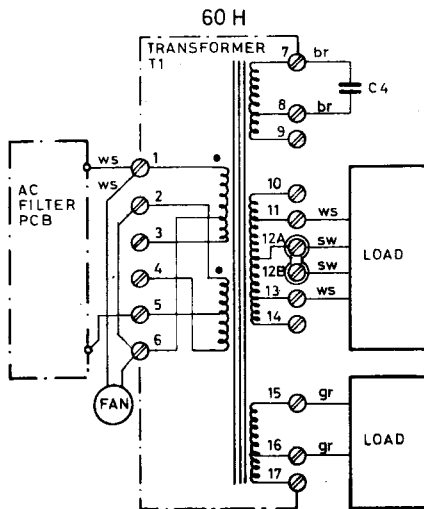 60 H
TRANSFORMER
T1
7
br
C4
8
br
9
1
ws
ws
2
3
4
5
6
AC
FILTER
PCB
FAN
10
11
ws
12A
sw
12B
sw
13
ws
14
LOAD
15
gr
16
gr
17
LOAD